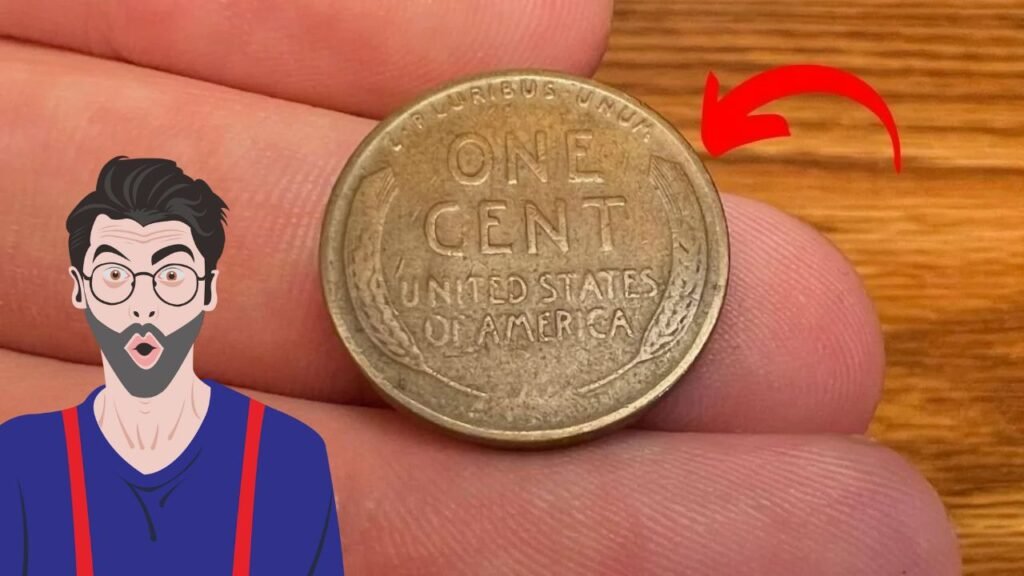 E PLURIBUS UNUM
ONE
CENT
UNITED STATES
OF AMERICA